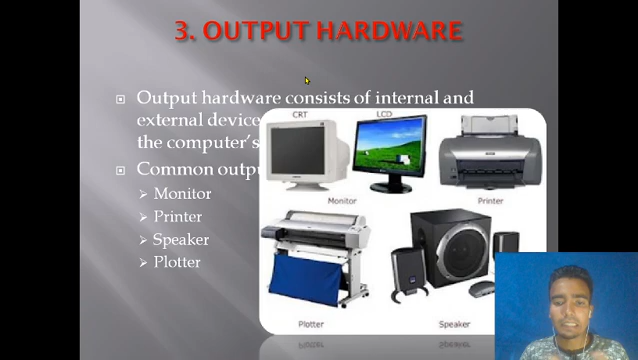 3. OUTPUT HARDWARE
Output hardware consists of internal and
external device
the computer's
Common outpu
Monitor
Printer
Speaker
Plotter
CRT
LCD
Monitor
Printer
Plotter
Speaker